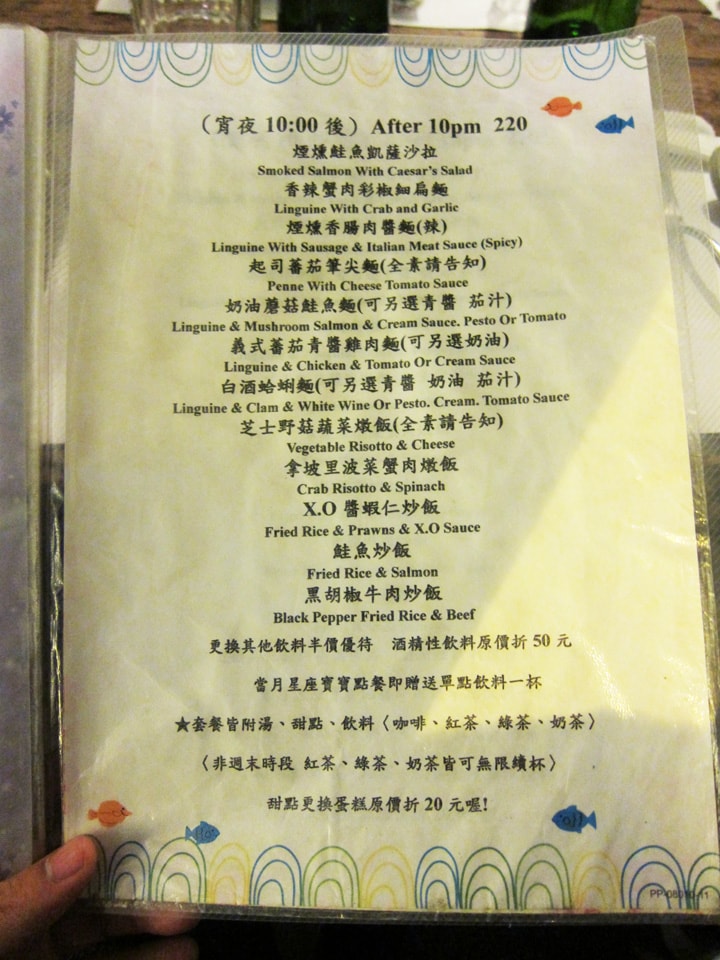 （宵夜 10:00 後）After 10pm 220
煙燻鮭魚凱薩沙拉
Smoked Salmon With Caesar's Salad
香辣蟹肉彩椒細扁麵
Linguine With Crab and Garlic
煙燻香腸肉醬麵(辣)
Linguine With Sausage & Italian Meat Sauce (Spicy)
起司蕃茄筆尖麵(全素請告知)
Penne With Cheese Tomato Sauce
奶油蘑菇鮭魚麵(可另選青醬 茄汁)
Linguine & Mushroom Salmon & Cream Sauce. Pesto Or Tomato
義式蕃茄青醬雞肉麵(可另選奶油)
Linguine & Chicken & Tomato Or Cream Sauce
白酒蛤蜊麵(可另選青醬 奶油 茄汁)
Linguine & Clam & White Wine Or Pesto. Cream. Tomato Sauce
芝士野菇蔬菜燉飯(全素請告知)
Vegetable Risotto & Cheese
拿坡里波菜蟹肉燉飯
Crab Risotto & Spinach
X.O 醬蝦仁炒飯
Fried Rice & Prawns & X.O Sauce
鮭魚炒飯
Fried Rice & Salmon
黑胡椒牛肉炒飯
Black Pepper Fried Rice & Beef
更換其他飲料半價優待 酒精性飲料原價折 50 元
當月星座寶寶點餐即贈送單點飲料一杯
★套餐皆附湯、甜點、飲料〈咖啡、紅茶、綠茶、奶茶〉
〈非週末時段 紅茶、綠茶、奶茶皆可無限續杯〉
甜點更換蛋糕原價折 20 元喔!